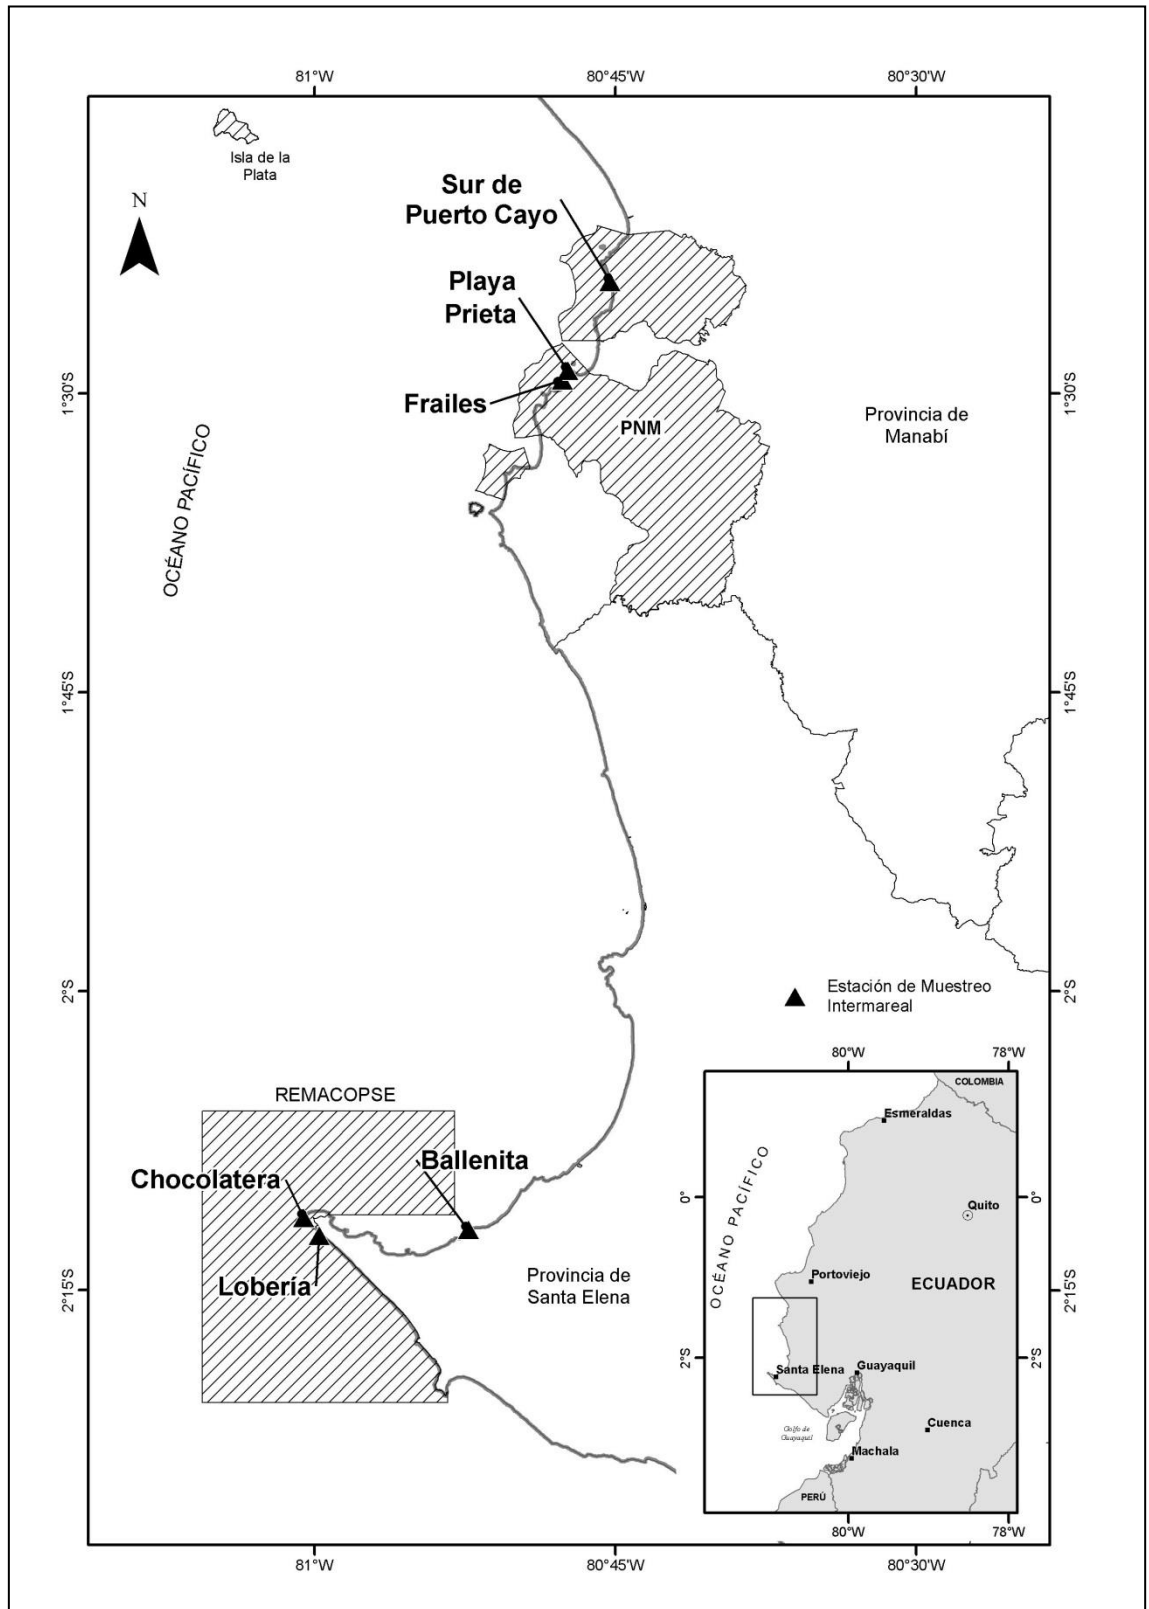 81°W
80°45'W
80°30'W
Isla de la
Plata
N
Sur de
Puerto Cayo
Playa
Prieta
Frailes
1°30'S
1°30'S
PNM
Provincia de
Manabí
OCÉANO PACÍFICO
1°45'S
1°45'S
2°S
2°S
Estación de Muestreo
Intermareal
REMACOPSE
Chocolatera
Ballenita
Lobería
Provincia de
Santa Elena
2°15'S
2°15'S
80°W
78°W
COLOMBIA
Esmeraldas
OCÉANO PACÍFICO
0°
0°
Quito
Portoviejo
ECUADOR
2°S
2°S
Santa Elena
Guayaquil
Golfo de
Guayaquil
Cuenca
Machala
PERÚ
80°W
78°W
81°W
80°45'W
80°30'W